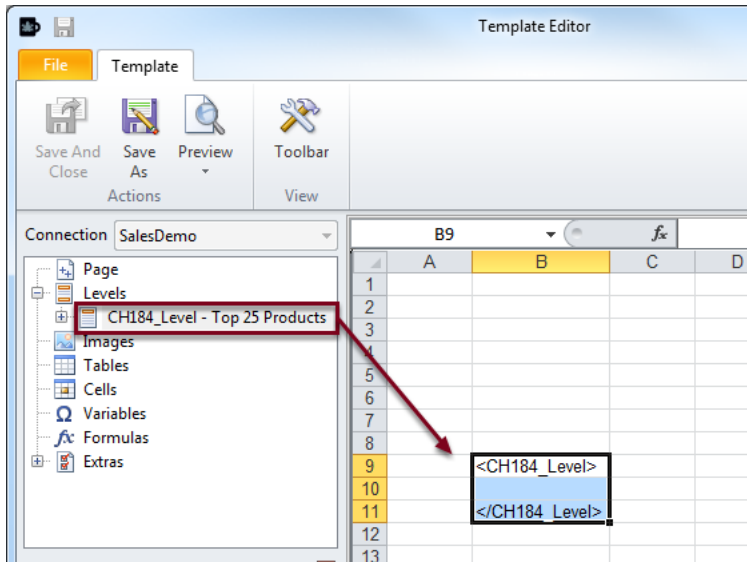 Template Editor
File Template
Save And Close
Save As
Preview
Toolbar
Actions View
Connection SalesDemo
B9 fx
Page
Levels
CH184_Level - Top 25 Products
Images
Tables
Cells
Ω Variables
fx Formulas
Extras
A B C D
1
2
3
4
5
6
7
8
9 <CH184_Level>
10
11 </CH184_Level>
12
13